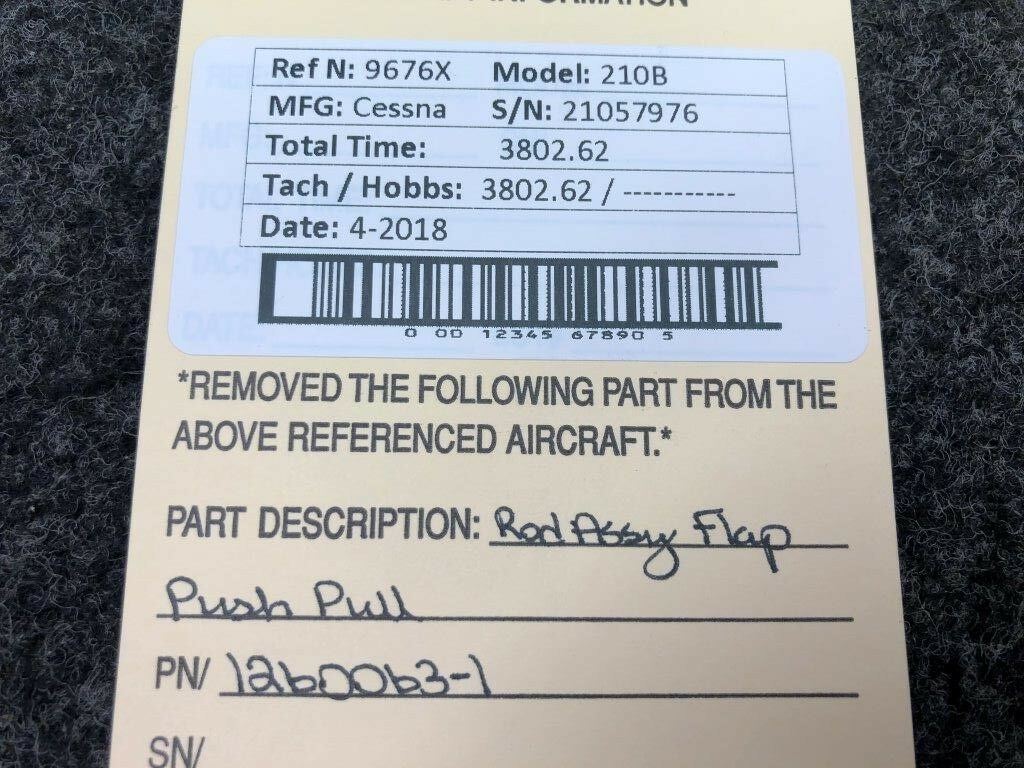 Ref N: 9676X Model: 210B
MFG: Cessna S/N: 21057976
Total Time: 3802.62
Tach / Hobbs: 3802.62 / -----------
Date: 4-2018
0 00 12345 67890 5
*REMOVED THE FOLLOWING PART FROM THE
ABOVE REFERENCED AIRCRAFT.*
PART DESCRIPTION: Rod Assy Flap
Push Pull
PN/ 1260063-1
SN/